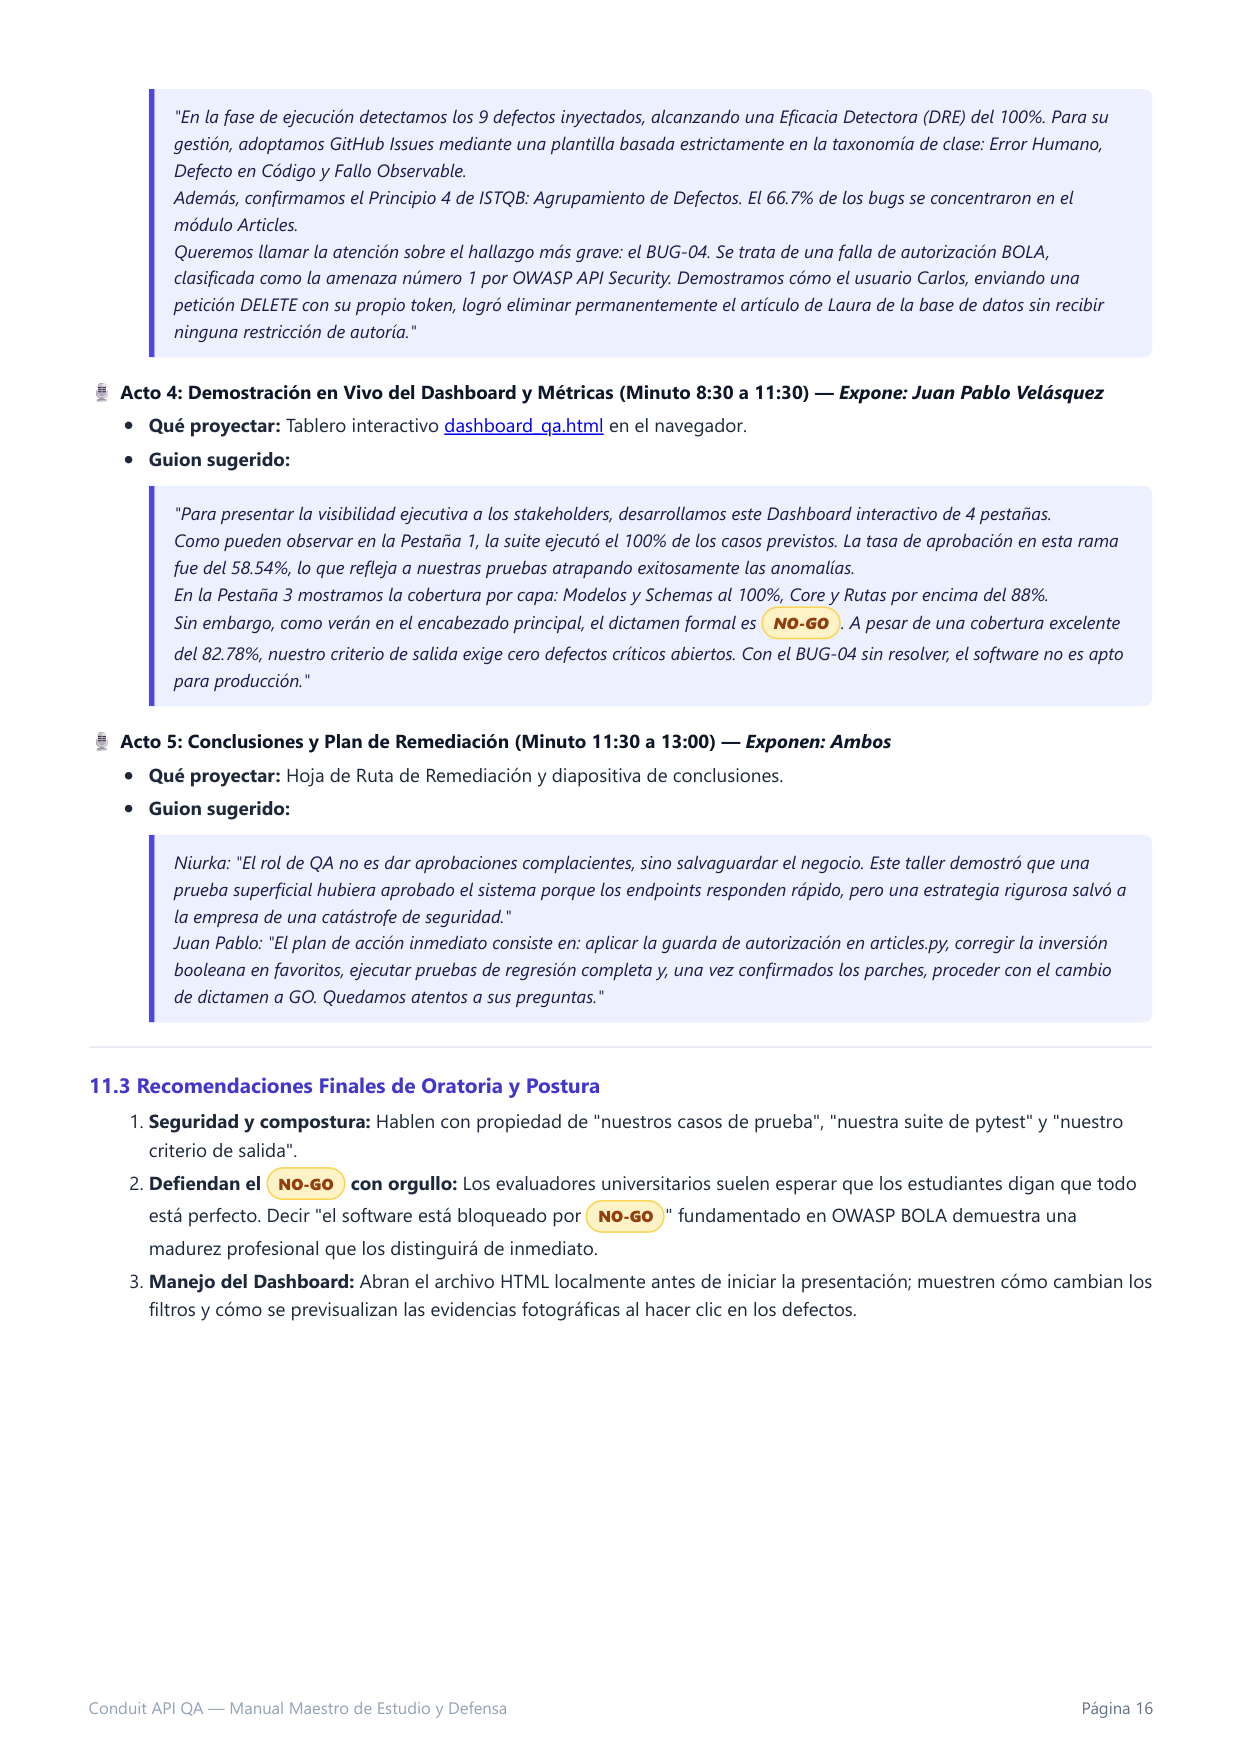 "En la fase de ejecución detectamos los 9 defectos inyectados, alcanzando una Eficacia Detectora (DRE) del 100%. Para su
gestión, adoptamos GitHub Issues mediante una plantilla basada estrictamente en la taxonomía de clase: Error Humano,
Defecto en Código y Fallo Observable.
Además, confirmamos el Principio 4 de ISTQB: Agrupamiento de Defectos. El 66.7% de los bugs se concentraron en el
módulo Articles.
Queremos llamar la atención sobre el hallazgo más grave: el BUG-04. Se trata de una falla de autorización BOLA,
clasificada como la amenaza número 1 por OWASP API Security. Demostramos cómo el usuario Carlos, enviando una
petición DELETE con su propio token, logró eliminar permanentemente el artículo de Laura de la base de datos sin recibir
ninguna restricción de autoría."
Acto 4: Demostración en Vivo del Dashboard y Métricas (Minuto 8:30 a 11:30) — Expone: Juan Pablo Velásquez
• Qué proyectar: Tablero interactivo dashboard_qa.html en el navegador.
• Guion sugerido:
"Para presentar la visibilidad ejecutiva a los stakeholders, desarrollamos este Dashboard interactivo de 4 pestañas.
Como pueden observar en la Pestaña 1, la suite ejecutó el 100% de los casos previstos. La tasa de aprobación en esta rama
fue del 58.54%, lo que refleja a nuestras pruebas atrapando exitosamente las anomalías.
En la Pestaña 3 mostramos la cobertura por capa: Modelos y Schemas al 100%, Core y Rutas por encima del 88%.
Sin embargo, como verán en el encabezado principal, el dictamen formal es NO-GO. A pesar de una cobertura excelente
del 82.78%, nuestro criterio de salida exige cero defectos críticos abiertos. Con el BUG-04 sin resolver, el software no es apto
para producción."
Acto 5: Conclusiones y Plan de Remediación (Minuto 11:30 a 13:00) — Exponen: Ambos
• Qué proyectar: Hoja de Ruta de Remediación y diapositiva de conclusiones.
• Guion sugerido:
Niurka: "El rol de QA no es dar aprobaciones complacientes, sino salvaguardar el negocio. Este taller demostró que una
prueba superficial hubiera aprobado el sistema porque los endpoints responden rápido, pero una estrategia rigurosa salvó a
la empresa de una catástrofe de seguridad."
Juan Pablo: "El plan de acción inmediato consiste en: aplicar la guarda de autorización en articles.py, corregir la inversión
booleana en favoritos, ejecutar pruebas de regresión completa y, una vez confirmados los parches, proceder con el cambio
de dictamen a GO. Quedamos atentos a sus preguntas."
11.3 Recomendaciones Finales de Oratoria y Postura
1. Seguridad y compostura: Hablen con propiedad de "nuestros casos de prueba", "nuestra suite de pytest" y "nuestro
criterio de salida".
2. Defiendan el NO-GO con orgullo: Los evaluadores universitarios suelen esperar que los estudiantes digan que todo
está perfecto. Decir "el software está bloqueado por NO-GO" fundamentado en OWASP BOLA demuestra una
madurez profesional que los distinguirá de inmediato.
3. Manejo del Dashboard: Abran el archivo HTML localmente antes de iniciar la presentación; muestren cómo cambian los
filtros y cómo se previsualizan las evidencias fotográficas al hacer clic en los defectos.
Conduit API QA — Manual Maestro de Estudio y Defensa
Página 16